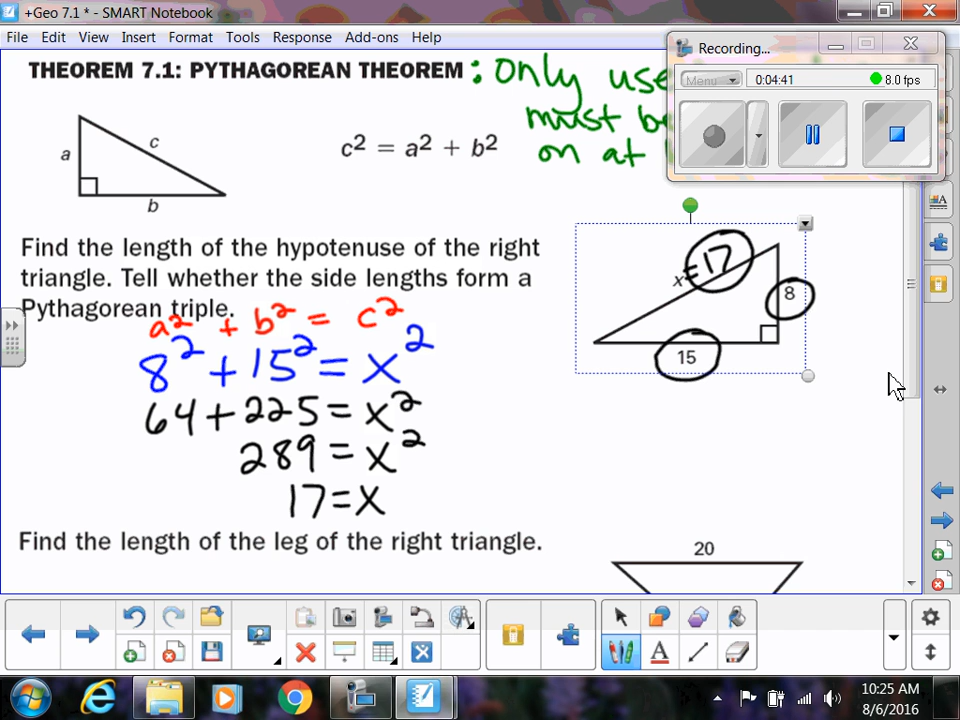 +Geo 7.1 * - SMART Notebook
File Edit View Insert Format Tools Response Add-ons Help
Recording...
Menu 0:04:41 8.0 fps
THEOREM 7.1: PYTHAGOREAN THEOREM : Only use
must be
on at
a
c
b
c² = a² + b²
Find the length of the hypotenuse of the right
triangle. Tell whether the side lengths form a
Pythagorean triple.
a² + b² = c²
8² + 15² = x²
64 + 225 = x²
289 = x²
17 = x
x = 17
8
15
Find the length of the leg of the right triangle.
20
10:25 AM
8/6/2016